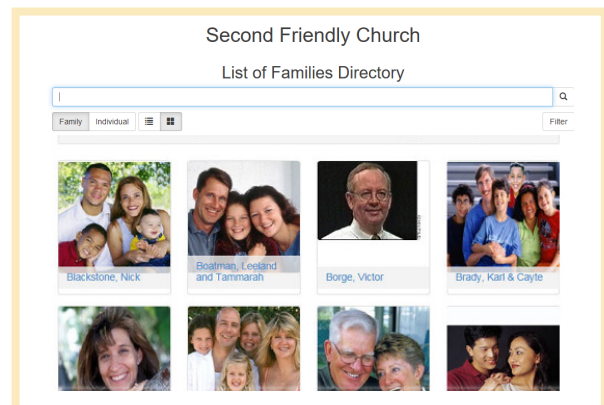 Second Friendly Church
List of Families Directory
Family Individual
Filter
Blackstone, Nick
Boatman, Leeland
and Tammarah
Borge, Victor
Brady, Karl & Cayte